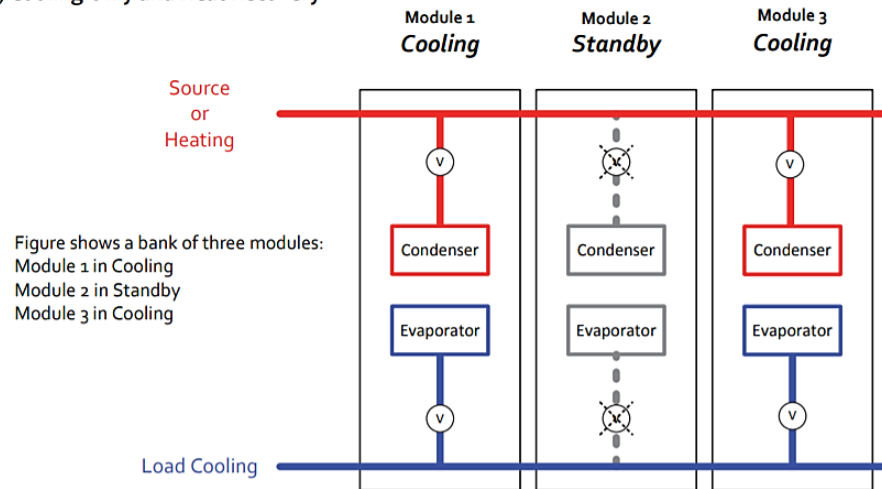 Module 1
Cooling
Module 2
Standby
Module 3
Cooling
Source
or
Heating
V
V
Figure shows a bank of three modules:
Module 1 in Cooling
Module 2 in Standby
Module 3 in Cooling
Condenser
Condenser
Condenser
Evaporator
Evaporator
Evaporator
V
V
Load Cooling